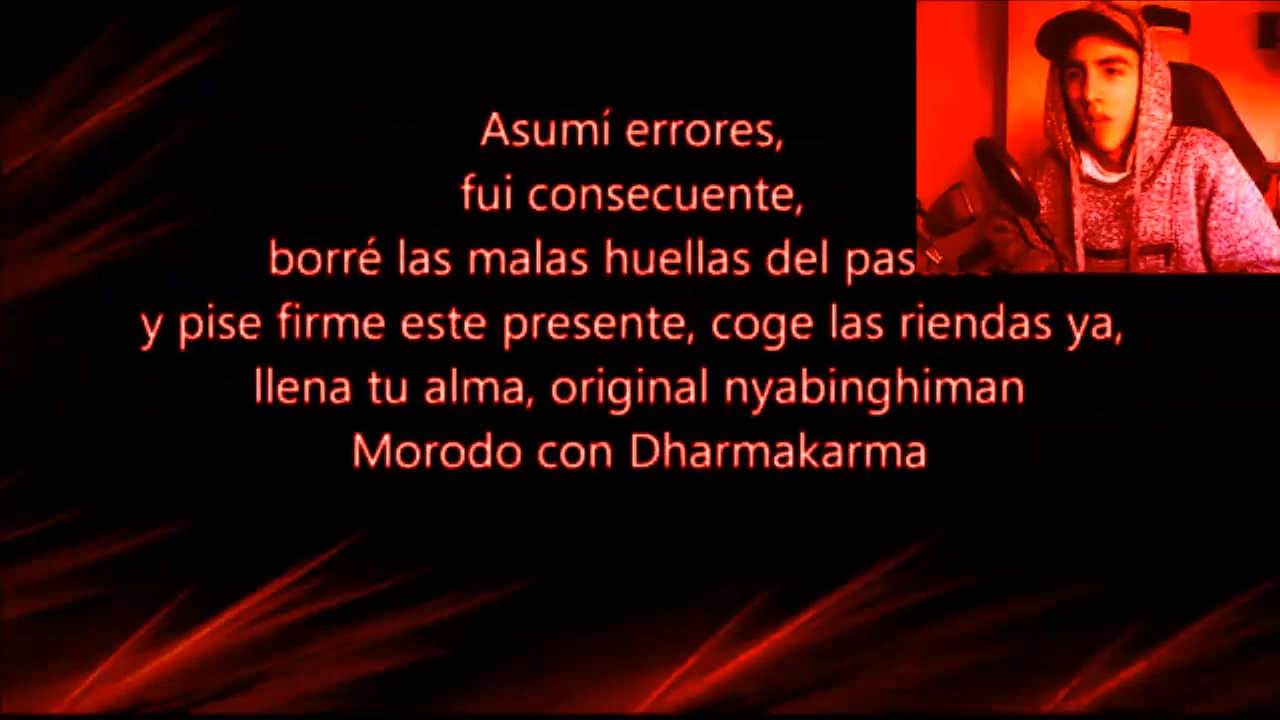 Asumí errores,
fui consecuente,
borré las malas huellas del pas
y pise firme este presente, coge las riendas ya,
llena tu alma, original nyabinghiman
Morodo con Dharmakarma